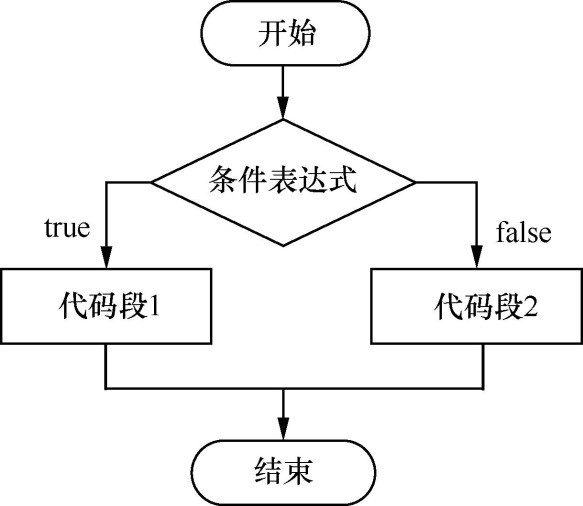 开始
条件表达式
true
false
代码段1
代码段2
结束